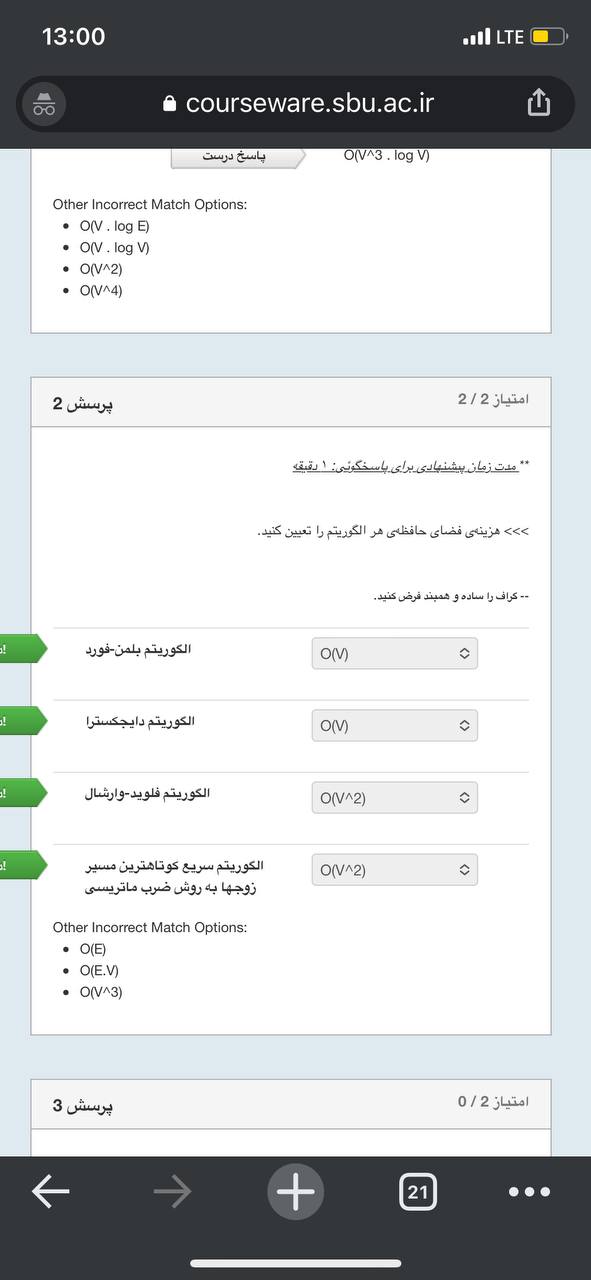 13:00
LTE
courseware.sbu.ac.ir
پاسخ درست
O(V^3 . log V)
Other Incorrect Match Options:
O(V . log E)
O(V . log V)
O(V^2)
O(V^4)
پرسش 2
امتیاز 2 / 2
** مدت زمان پیشنهادی برای پاسخگوئی: ۱ دقیقه
>>> هزینه‌ی فضای حافظه‌ی هر الگوریتم را تعیین کنید.
-- گراف را ساده و همبند فرض کنید.
الگوریتم بلمن-فورد
O(V)
الگوریتم دایجکسترا
O(V)
الگوریتم فلوید-وارشال
O(V^2)
الگوریتم سریع کوتاهترین مسیر
زوجها به روش ضرب ماتریسی
O(V^2)
Other Incorrect Match Options:
O(E)
O(E.V)
O(V^3)
پرسش 3
امتیاز 2 / 0
21